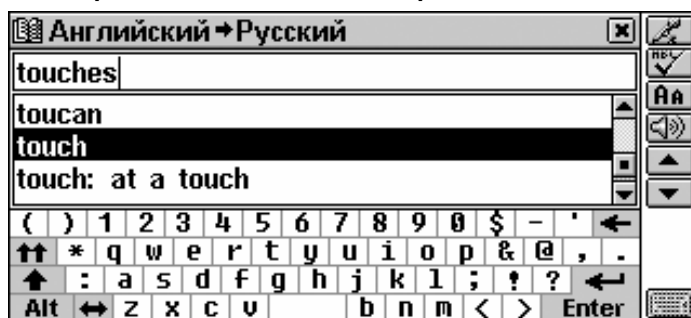 Английский→Русский
touches
toucan
touch
touch: at a touch
( ) 1 2 3 4 5 6 7 8 9 0 $ - '
* q w e r t y u i o p & @ , .
: a s d f g h j k l ; ! ?
Alt z x c v b n m < > Enter
ABC
Aa